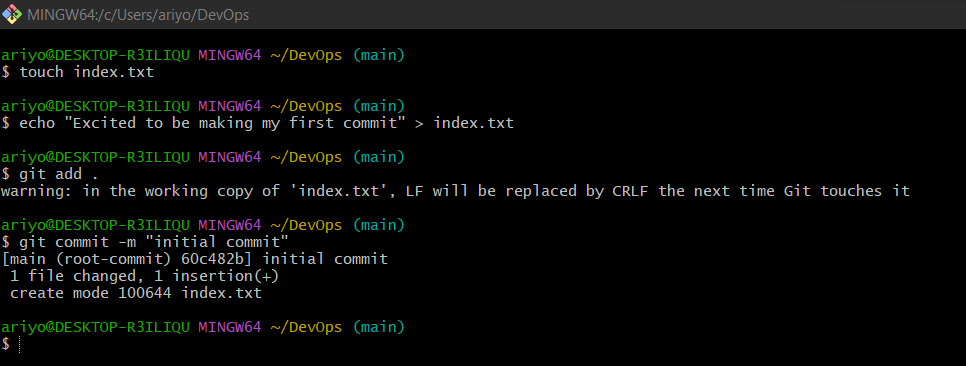 MINGW64:/c/Users/ariyo/DevOps
ariyo@DESKTOP-R3ILIQU MINGW64 ~/DevOps (main)
$ touch index.txt
ariyo@DESKTOP-R3ILIQU MINGW64 ~/DevOps (main)
$ echo "Excited to be making my first commit" > index.txt
ariyo@DESKTOP-R3ILIQU MINGW64 ~/DevOps (main)
$ git add .
warning: in the working copy of 'index.txt', LF will be replaced by CRLF the next time Git touches it
ariyo@DESKTOP-R3ILIQU MINGW64 ~/DevOps (main)
$ git commit -m "initial commit"
[main (root-commit) 60c482b] initial commit
 1 file changed, 1 insertion(+)
 create mode 100644 index.txt
ariyo@DESKTOP-R3ILIQU MINGW64 ~/DevOps (main)
$